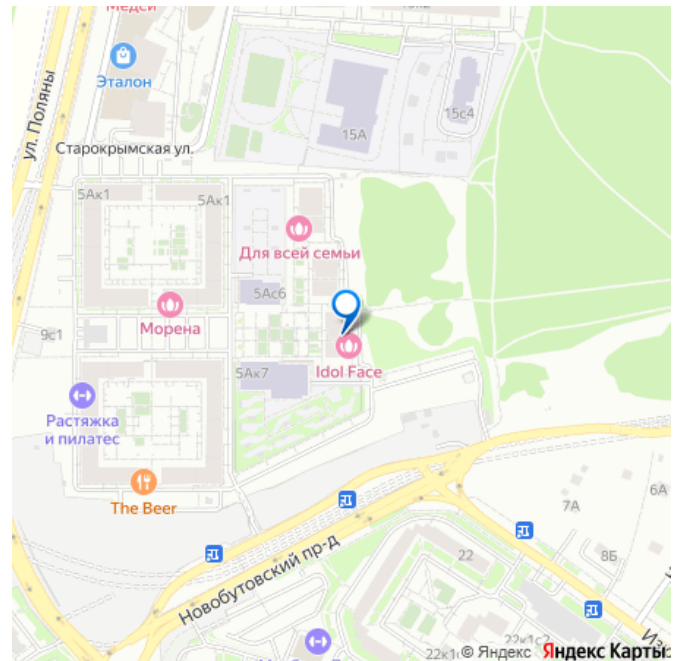 Медси
16к2
ул. Поляны
Эталон
15А
15с4
Старокрымская ул.
5Ак1
5Ак1
Для всей семьи
5Ас6
9с1
Морена
Idol Face
5Ак7
Растяжка
и пилатес
The Beer
6А
7А
Новобутовский пр-д
22
8Б
22к1с2
© Яндекс Яндекс Карты